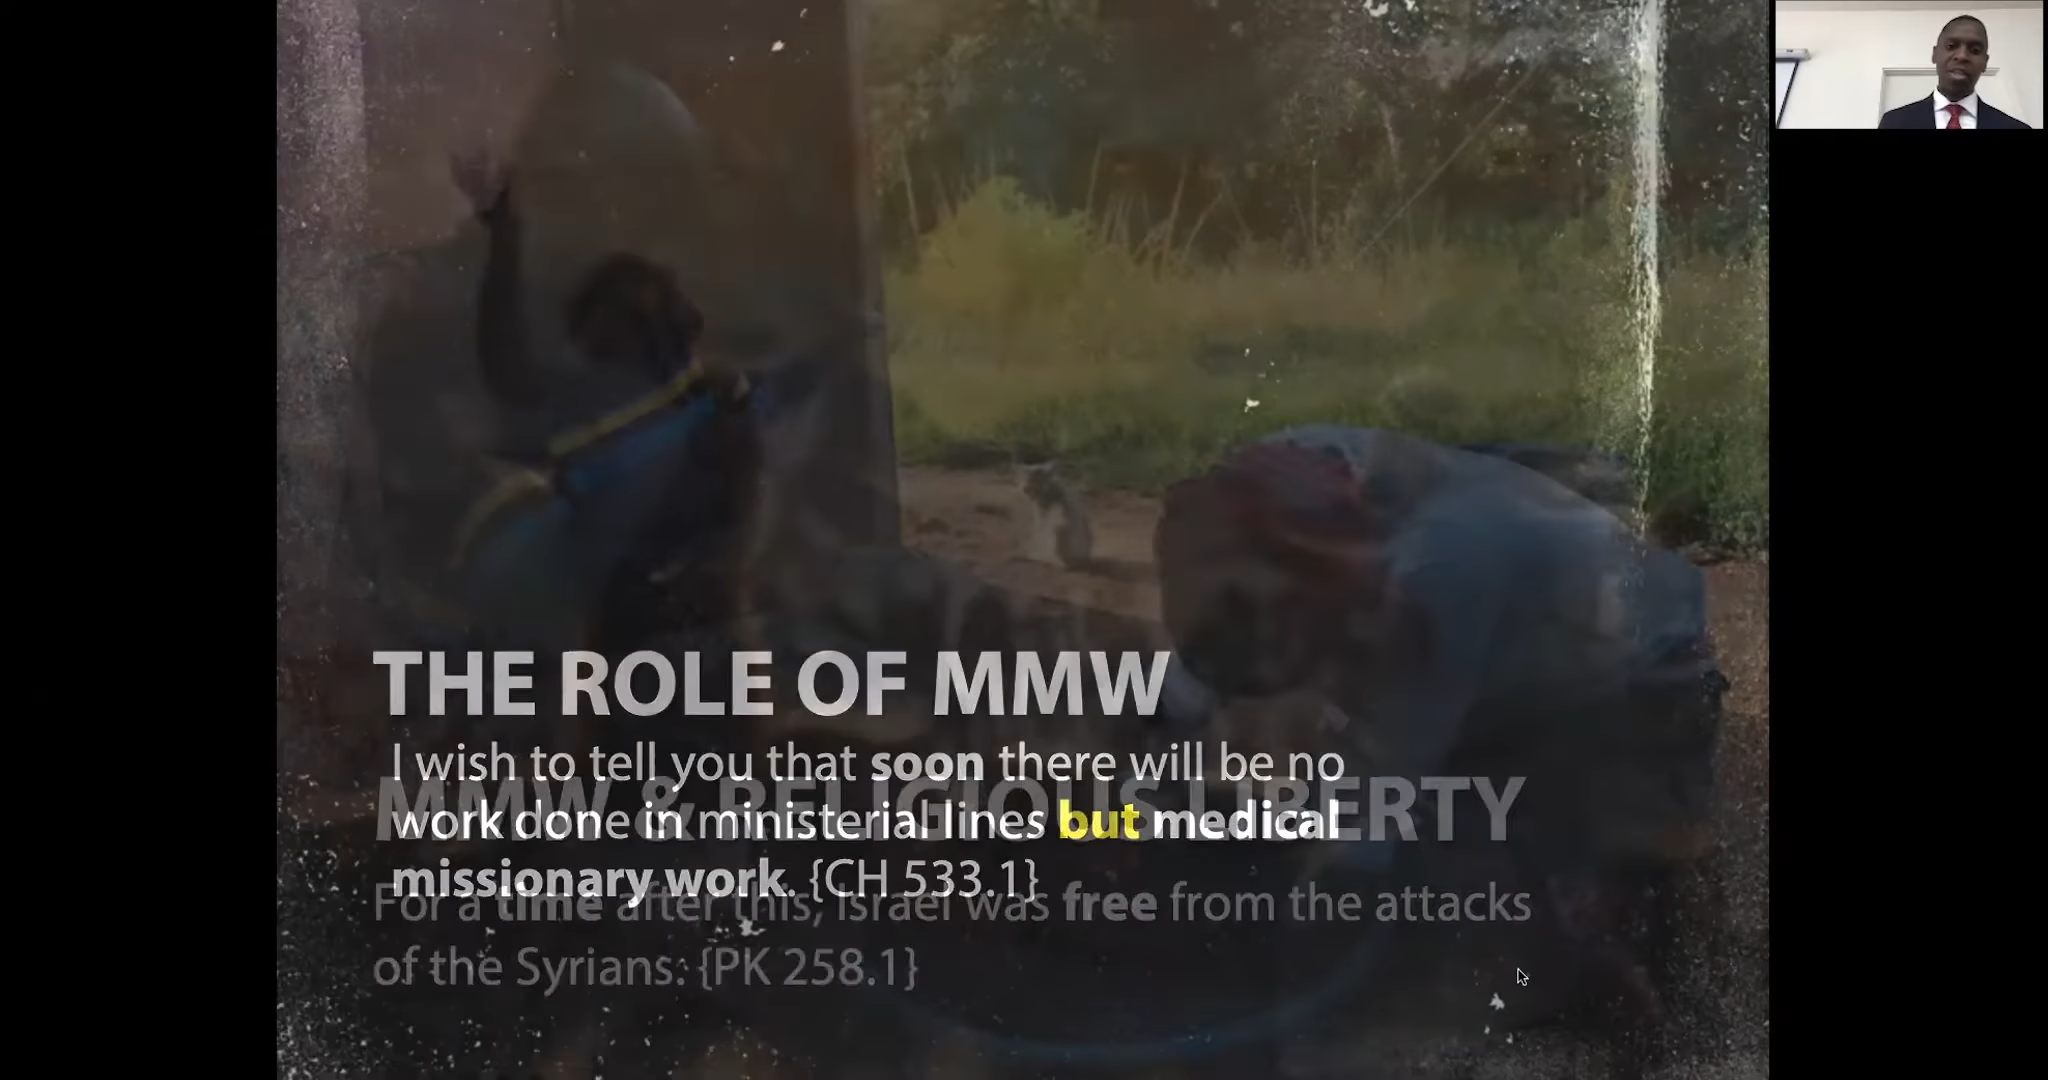 THE ROLE OF MMW
I wish to tell you that soon there will be no
work done in ministerial lines but medical
missionary work. {CH 533.1}
MMW & RELIGIOUS LIBERTY
For a time after this, Israel was free from the attacks
of the Syrians. {PK 258.1}